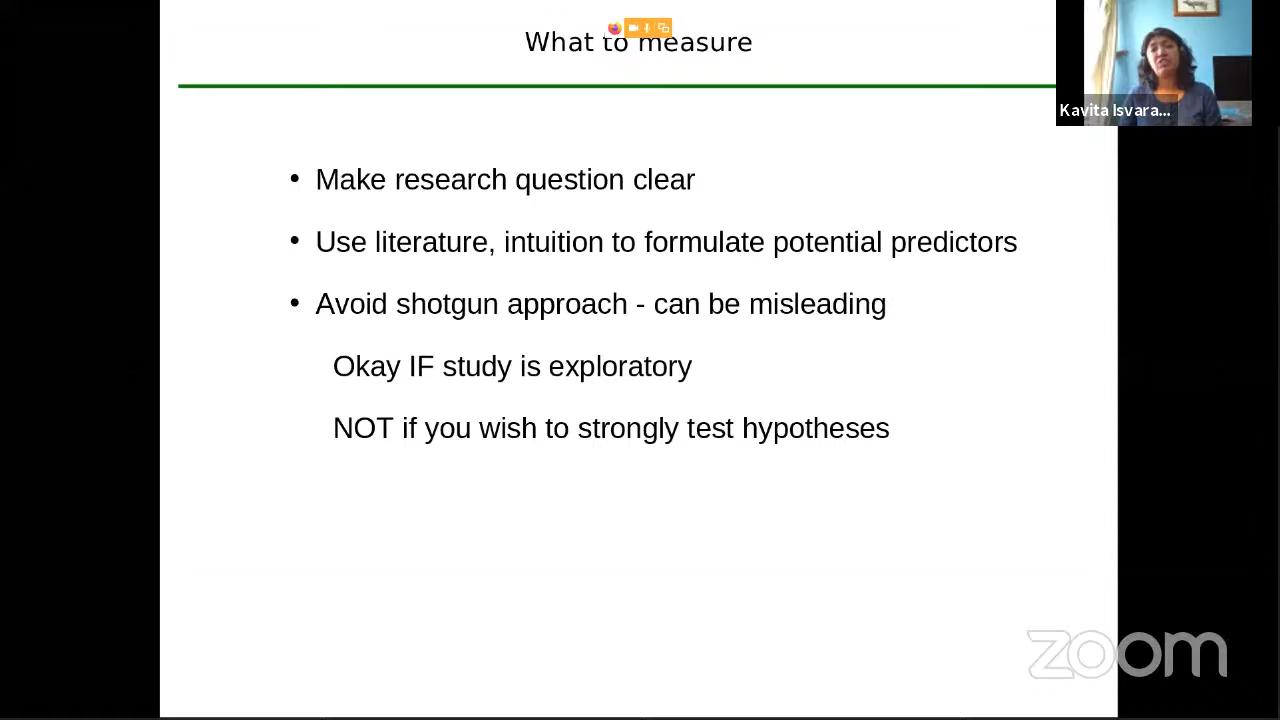 What to measure
Kavita Isvara...
• Make research question clear
• Use literature, intuition to formulate potential predictors
• Avoid shotgun approach - can be misleading
Okay IF study is exploratory
NOT if you wish to strongly test hypotheses
zoom